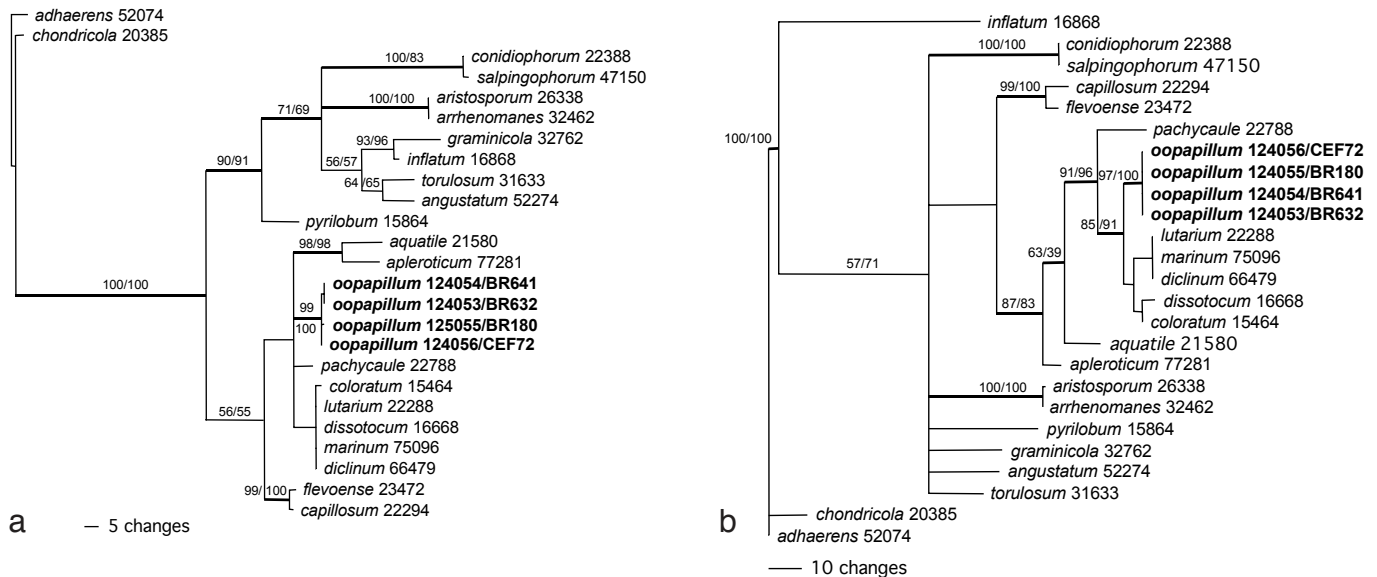 adhaerens 52074
chondricola 20385
100/83
conidiophorum 22388
salpingophorum 47150
71/69
100/100
aristosporum 26338
arrhenomanes 32462
93/96
graminicola 32762
90/91
56/57
inflatum 16868
64/65
torulosum 31633
angustatum 52274
pyrilobum 15864
98/98
aquatile 21580
apleroticum 77281
100/100
oopapillum 124054/BR641
99
oopapillum 124053/BR632
100
oopapillum 125055/BR180
oopapillum 124056/CEF72
pachycaule 22788
coloratum 15464
56/55
lutarium 22288
dissotocum 16668
marinum 75096
diclinum 66479
99/100
flevoense 23472
capillosum 22294
a
5 changes
inflatum 16868
100/100
conidiophorum 22388
salpingophorum 47150
99/100
capillosum 22294
flevoense 23472
100/100
pachycaule 22788
oopapillum 124056/CEF72
91/96
97/100
oopapillum 124055/BR180
oopapillum 124054/BR641
oopapillum 124053/BR632
85/91
lutarium 22288
63/39
marinum 75096
57/71
diclinum 66479
87/83
dissotocum 16668
coloratum 15464
aquatile 21580
apleroticum 77281
100/100
aristosporum 26338
arrhenomanes 32462
pyrilobum 15864
graminicola 32762
angustatum 52274
torulosum 31633
chondricola 20385
b
adhaerens 52074
10 changes